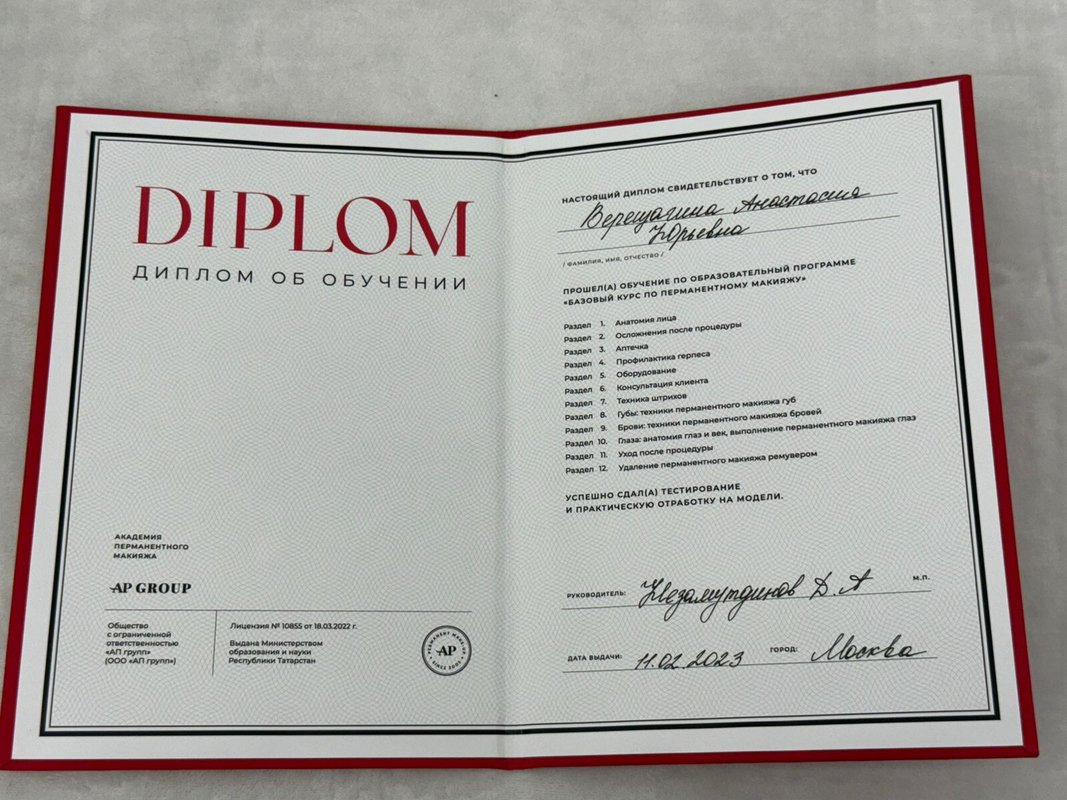 DIPLOM
ДИПЛОМ ОБ ОБУЧЕНИИ
АКАДЕМИЯ
ПЕРМАНЕНТНОГО
МАКИЯЖА
AP GROUP
Общество
с ограниченной
ответственностью
«АП групп»
(ООО «АП групп»)
Лицензия № 10855 от 18.03.2022 г.
Выдана Министерством
образования и науки
Республики Татарстан
PERMANENT MAKEUP
AP
SINCE 2005
НАСТОЯЩИЙ ДИПЛОМ СВИДЕТЕЛЬСТВУЕТ О ТОМ, ЧТО
Верещагина Анастасия
Юрьевна
/ ФАМИЛИЯ, ИМЯ, ОТЧЕСТВО /
ПРОШЕЛ(А) ОБУЧЕНИЕ ПО ОБРАЗОВАТЕЛЬНЫЙ ПРОГРАММЕ
«БАЗОВЫЙ КУРС ПО ПЕРМАНЕНТНОМУ МАКИЯЖУ»
Раздел 1. Анатомия лица
Раздел 2. Осложнения после процедуры
Раздел 3. Аптечка
Раздел 4. Профилактика герпеса
Раздел 5. Оборудование
Раздел 6. Консультация клиента
Раздел 7. Техника штрихов
Раздел 8. Губы: техники перманентного макияжа губ
Раздел 9. Брови: техники перманентного макияжа бровей
Раздел 10. Глаза: анатомия глаз и век, выполнение перманентного макияжа глаз
Раздел 11. Уход после процедуры
Раздел 12. Удаление перманентного макияжа ремувером
УСПЕШНО СДАЛ(А) ТЕСТИРОВАНИЕ
И ПРАКТИЧЕСКУЮ ОТРАБОТКУ НА МОДЕЛИ.
РУКОВОДИТЕЛЬ: Незамутдинов Д. А М.П.
ДАТА ВЫДАЧИ: 11.02.2023 ГОРОД: Москва